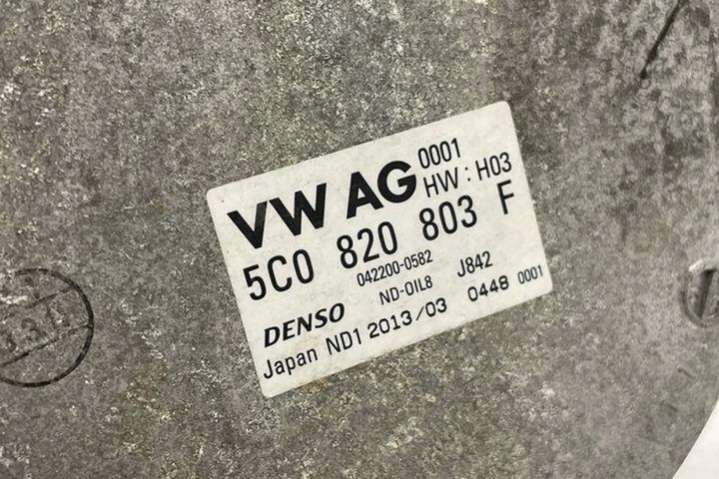 VW AG 0001
HW : H03
5C0 820 803 F
042200-0582
ND-OIL8 J842
DENSO
Japan ND1 2013/03 0448 0001